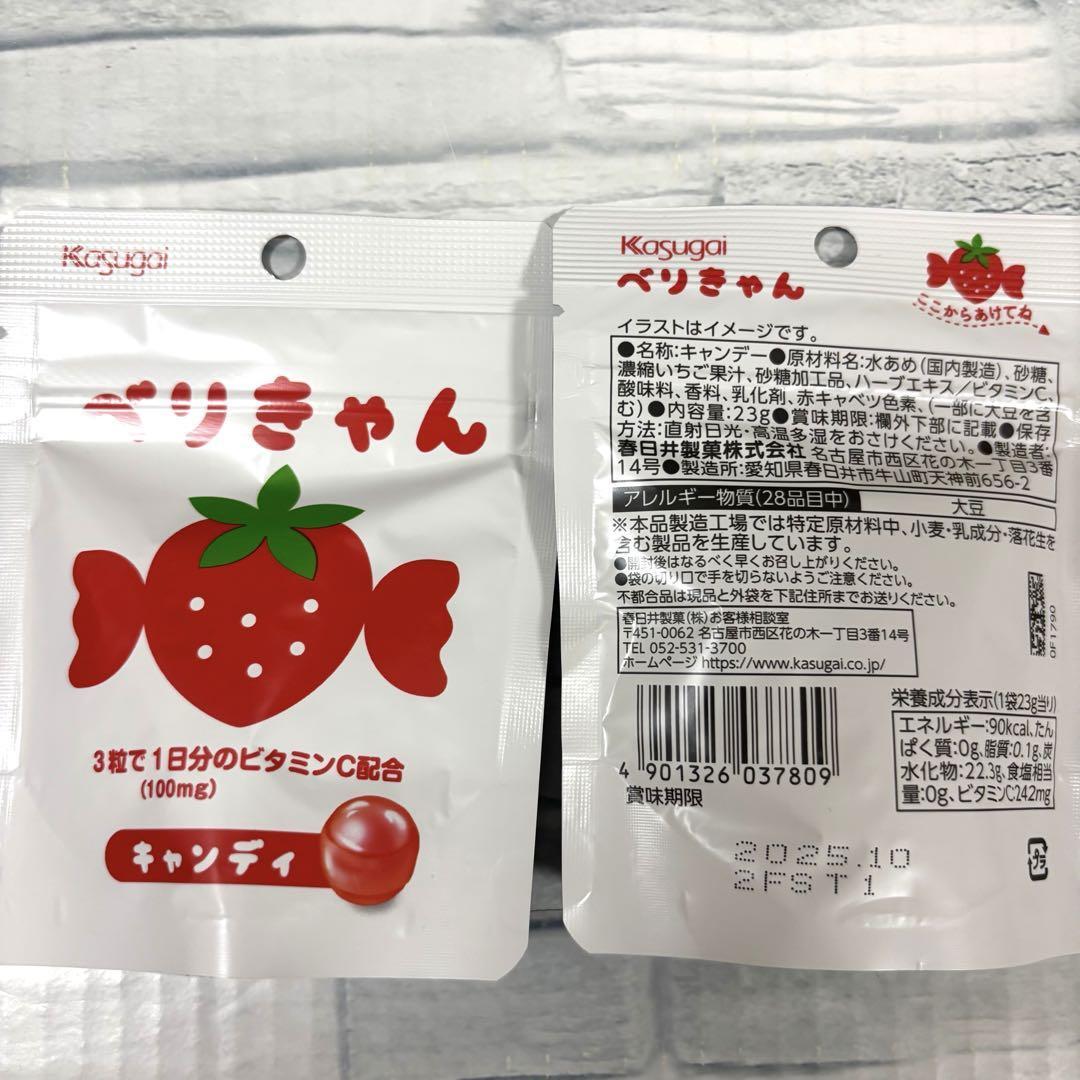 Kasugai
べりきゃん
3粒で1日分のビタミンC配合
(100mg)
キャンディ
Kasugai
べりきゃん
ここからあけてね
イラストはイメージです。
●名称:キャンデー●原材料名:水あめ(国内製造)、砂糖、
濃縮いちご果汁、砂糖加工品、ハーブエキス/ビタミンC、
酸味料、香料、乳化剤、赤キャベツ色素、(一部に大豆を含
む)●内容量:23g●賞味期限:欄外下部に記載●保存
方法:直射日光・高温多湿をおさけください。●製造者:
春日井製菓株式会社 名古屋市西区花の木一丁目3番
14号●製造所:愛知県春日井市牛山町天神前656-2
アレルギー物質(28品目中) 大豆
※本品製造工場では特定原材料中、小麦・乳成分・落花生を
含む製品を生産しています。
●開封後はなるべく早くお召し上がりください。
●袋の切り口で手を切らないようご注意ください。
不都合品は現品と外袋を下記住所までお送りください。
春日井製菓(株)お客様相談室
〒451-0062 名古屋市西区花の木一丁目3番14号
TEL 052-531-3700
ホームページ https://www.kasugai.co.jp/
0F1790
栄養成分表示(1袋23g当り)
エネルギー:90kcal、たん
ぱく質:0g、脂質:0.1g、炭
水化物:22.3g、食塩相当
量:0g、ビタミンC:242mg
4 901326 037809
賞味期限
2025.10
2FST1
プラ